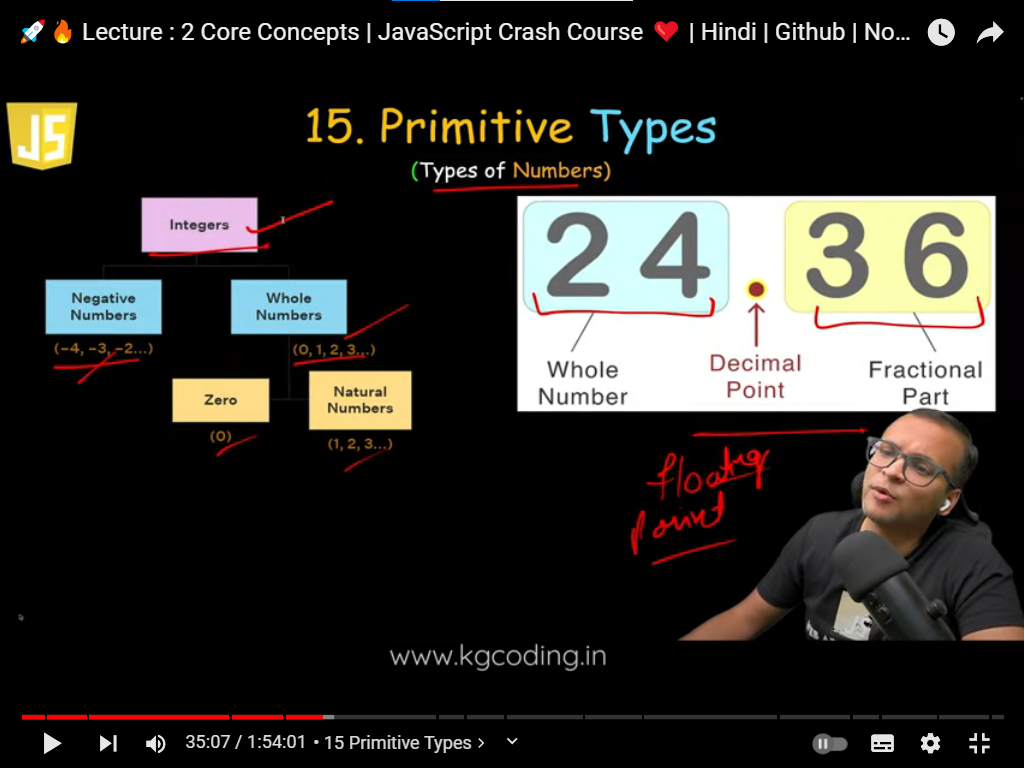 🚀🔥 Lecture : 2 Core Concepts | JavaScript Crash Course ❤️ | Hindi | Github | No...
JS
15. Primitive Types
(Types of Numbers)
Integers
Negative
Numbers
(−4, −3, −2...)
Whole
Numbers
(0, 1, 2, 3...)
Zero
(0)
Natural
Numbers
(1, 2, 3...)
24.36
Whole
Number
Decimal
Point
Fractional
Part
floating
point
www.kgcoding.in
35:07 / 1:54:01 • 15 Primitive Types >